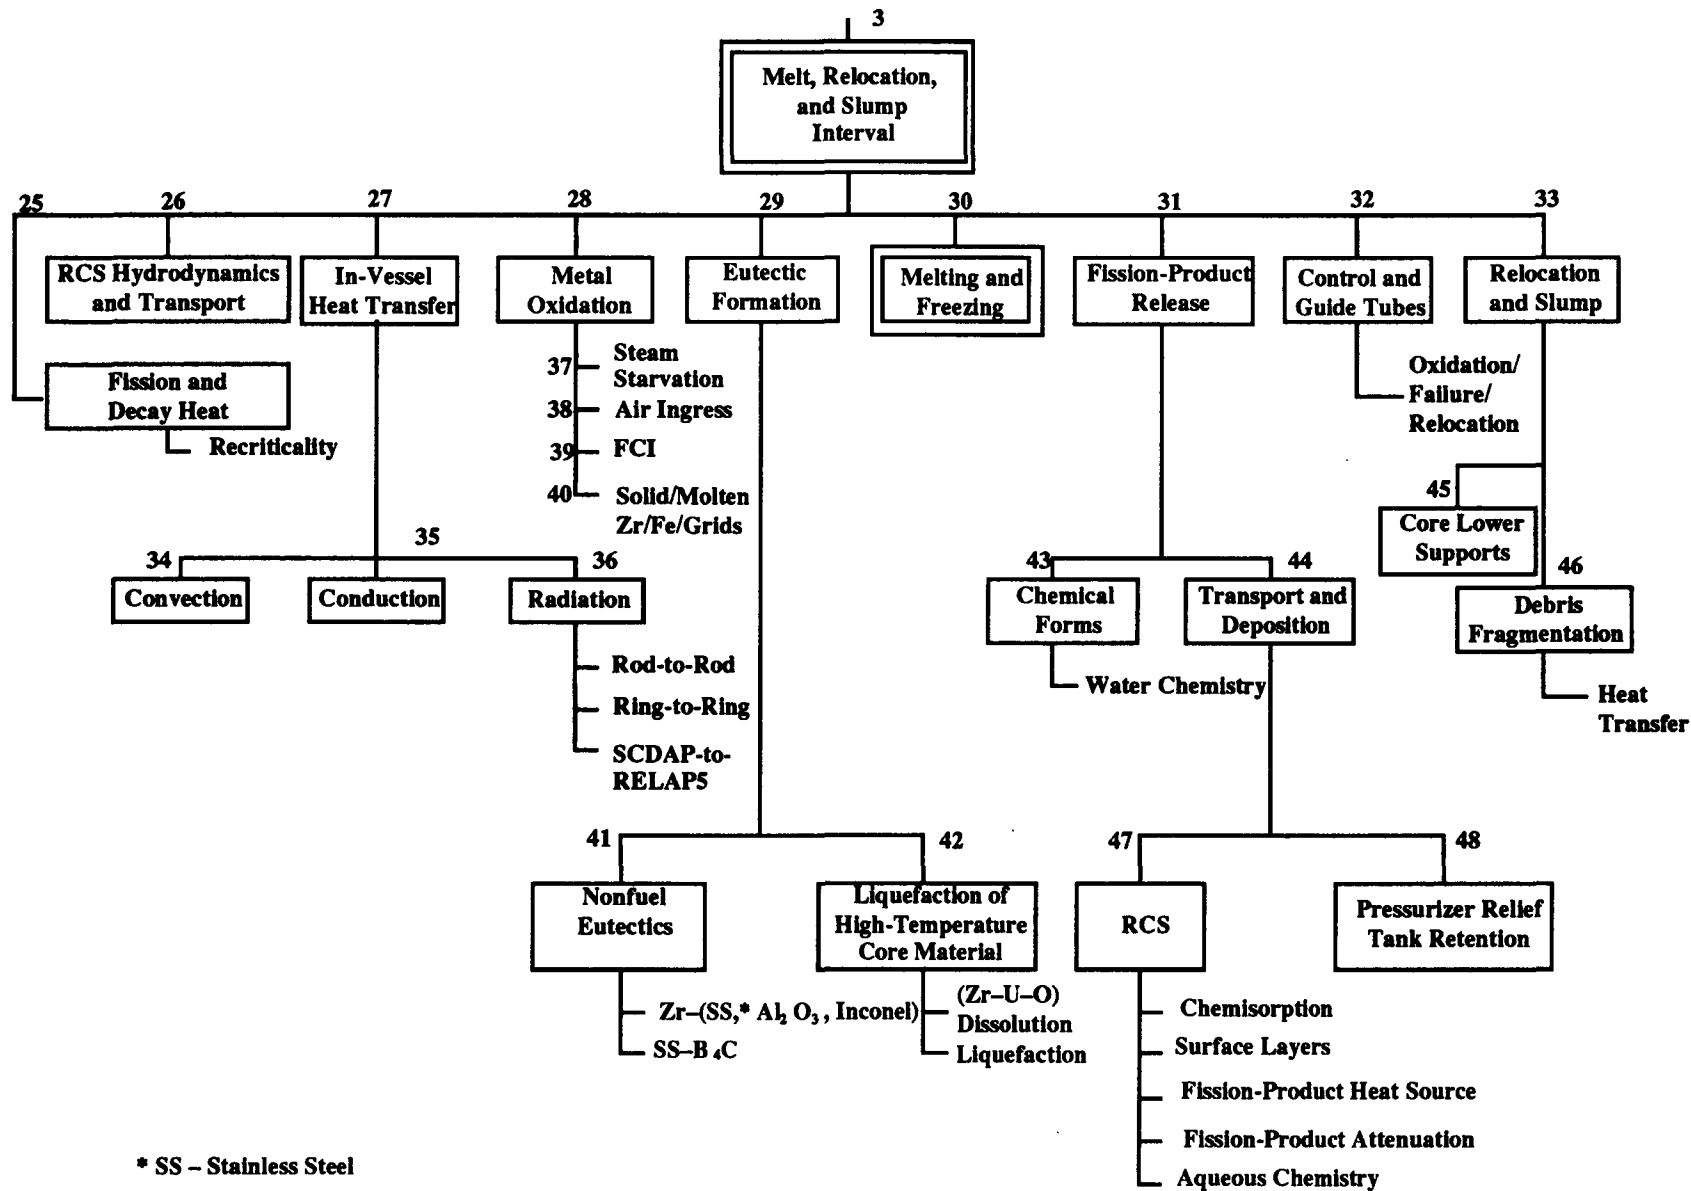 3
Melt, Relocation,
and Slump
Interval
25
26
27
28
29
30
31
32
33
RCS Hydrodynamics
and Transport
In-Vessel
Heat Transfer
Metal
Oxidation
Eutectic
Formation
Melting and
Freezing
Fission-Product
Release
Control and
Guide Tubes
Relocation
and Slump
Fission and
Decay Heat
Recriticality
37
Steam
Starvation
38
Air Ingress
39
FCI
40
Solid/Molten
Zr/Fe/Grids
Oxidation/
Failure/
Relocation
34
35
36
Convection
Conduction
Radiation
Rod-to-Rod
Ring-to-Ring
SCDAP-to-
RELAP5
43
44
Chemical
Forms
Transport and
Deposition
Water Chemistry
45
Core Lower
Supports
46
Debris
Fragmentation
Heat
Transfer
41
42
Nonfuel
Eutectics
Liquefaction of
High-Temperature
Core Material
Zr–(SS,* Al₂ O₃ , Inconel)
SS–B₄C
(Zr–U–O)
Dissolution
Liquefaction
47
48
RCS
Pressurizer Relief
Tank Retention
Chemisorption
Surface Layers
Fission-Product Heat Source
Fission-Product Attenuation
Aqueous Chemistry
* SS – Stainless Steel